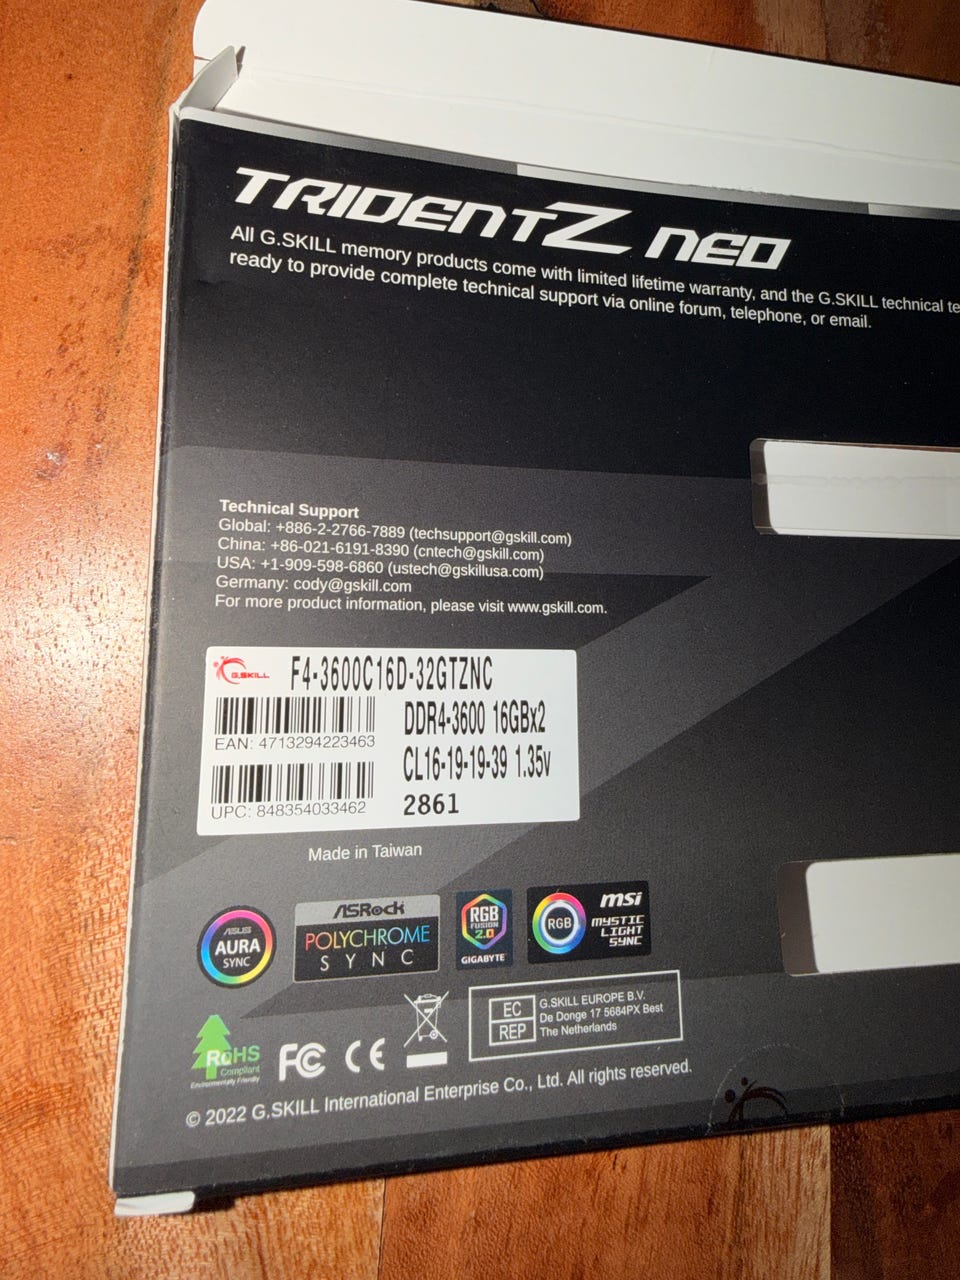 TRIDENTZ NEO
All G.SKILL memory products come with limited lifetime warranty, and the G.SKILL technical
ready to provide complete technical support via online forum, telephone, or email.
Technical Support
Global: +886-2-2766-7889 (techsupport@gskill.com)
China: +86-021-6191-8390 (cntech@gskill.com)
USA: +1-909-598-6860 (ustech@gskillusa.com)
Germany: cody@gskill.com
For more product information, please visit www.gskill.com.
G.SKILL F4-3600C16D-32GTZNC
DDR4-3600 16GBx2
EAN: 4713294223463
CL16-19-19-39 1.35v
UPC: 848354033462
2861
Made in Taiwan
ASUS
AURA
SYNC
ASRock
POLYCHROME
SYNC
RGB
FUSION
2.0
GIGABYTE™
RGB
msi
MYSTIC
LIGHT
SYNC
RoHS
Compliant
Environmentally Friendly
FC CE
EC
REP
G.SKILL EUROPE B.V.
De Donge 17 5684PX Best
The Netherlands
© 2022 G.SKILL International Enterprise Co., Ltd. All rights reserved.